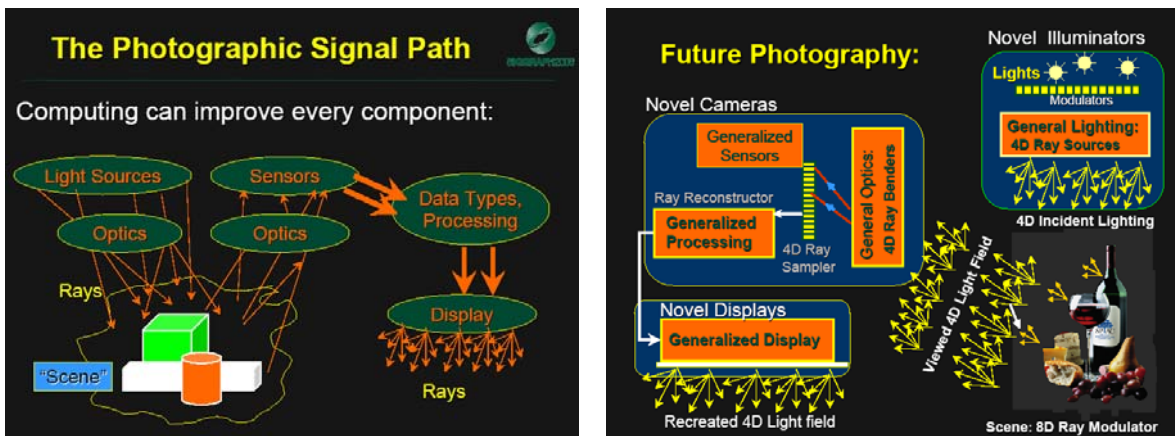 The Photographic Signal Path
Computing can improve every component:
Light Sources
Sensors
Data Types,
Processing
Optics
Optics
Rays
Display
"Scene"
Rays
Future Photography:
Novel Illuminators
Lights
Modulators
General Lighting:
4D Ray Sources
4D Incident Lighting
Novel Cameras
Generalized
Sensors
General Optics:
4D Ray Benders
Ray Reconstructor
Generalized
Processing
4D Ray
Sampler
Viewed 4D Light Field
Novel Displays
Generalized Display
Recreated 4D Light field
Scene: 8D Ray Modulator